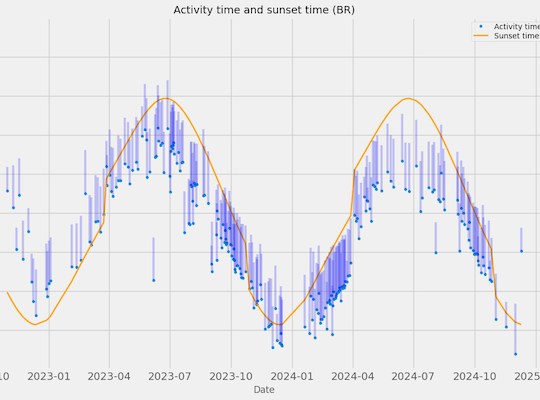 Activity time and sunset time (BR)
Activity time
Sunset time
10 2023-01 2023-04 2023-07 2023-10 2024-01 2024-04 2024-07 2024-10 2025
Date